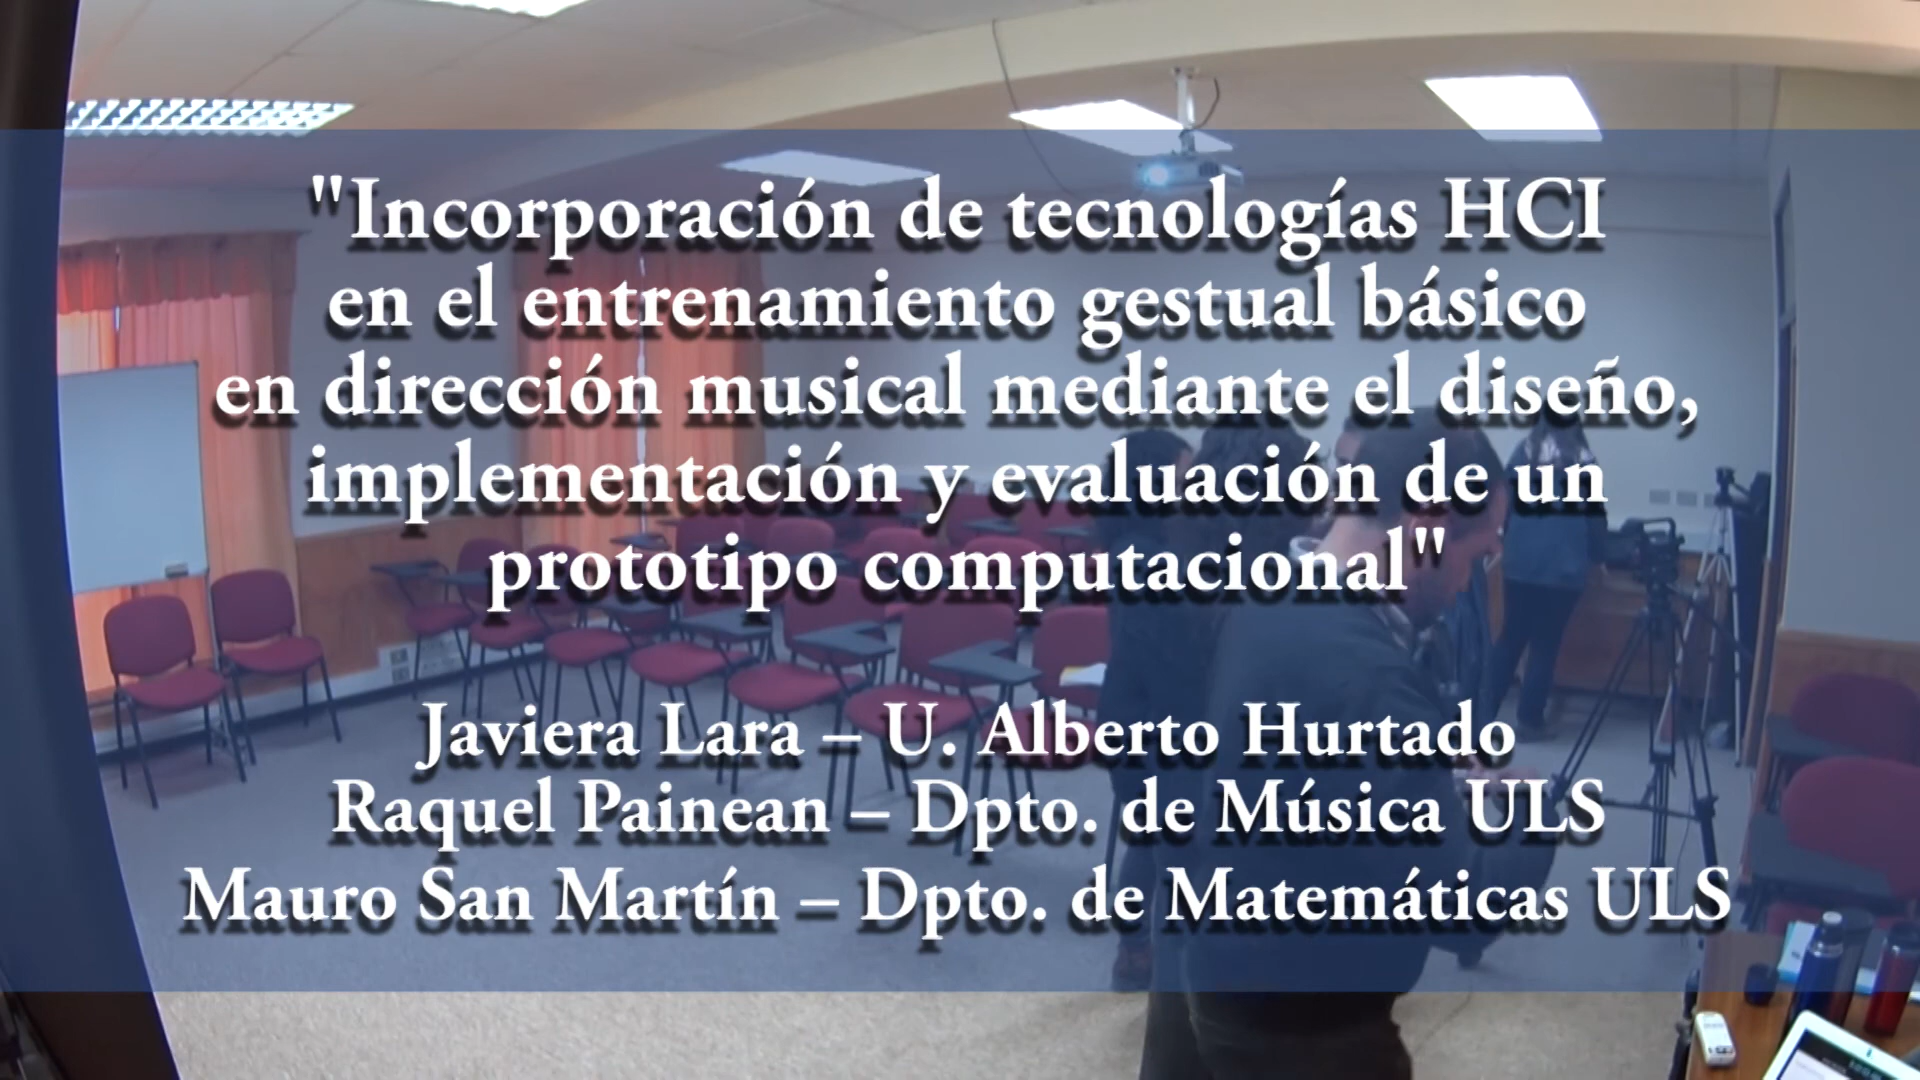 "Incorporación de tecnologías HCI
en el entrenamiento gestual básico
en dirección musical mediante el diseño,
implementación y evaluación de un
prototipo computacional"
Javiera Lara – U. Alberto Hurtado
Raquel Painean – Dpto. de Música ULS
Mauro San Martín – Dpto. de Matemáticas ULS